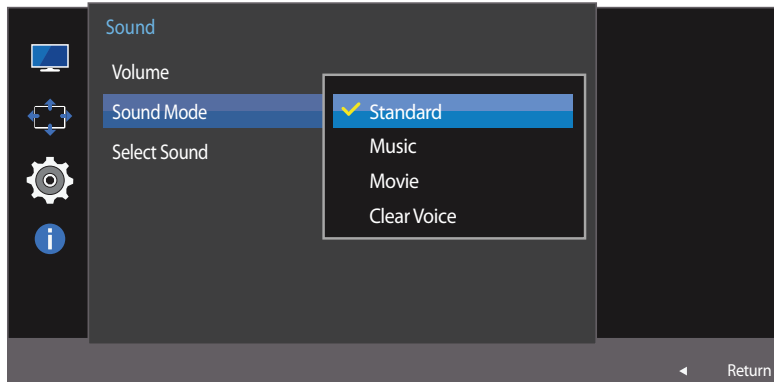 Sound
Volume
Sound Mode
Select Sound
Standard
Music
Movie
Clear Voice
Return